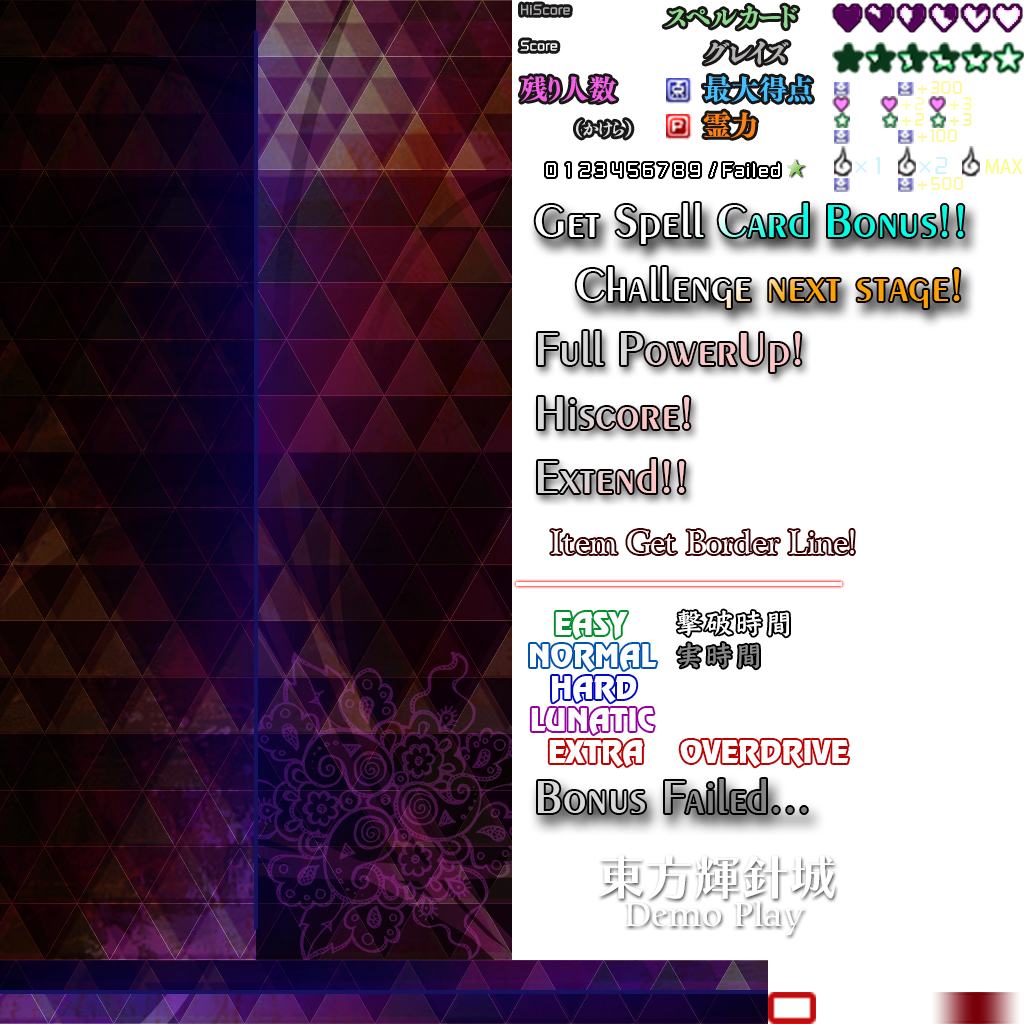 HiScore
スペルカード
Score
グレイズ
残り人数
最大得点
(かけら)
P
霊力
+300
+2 +3
+2 +3
+100
×1 ×2 MAX
+500
0123456789/Failed
Get Spell Card Bonus!!
Challenge next stage!
Full PowerUp!
Hiscore!
Extend!!
Item Get Border Line!
EASY
撃破時間
NORMAL
実時間
HARD
LUNATIC
EXTRA
OVERDRIVE
Bonus Failed...
東方輝針城
Demo Play